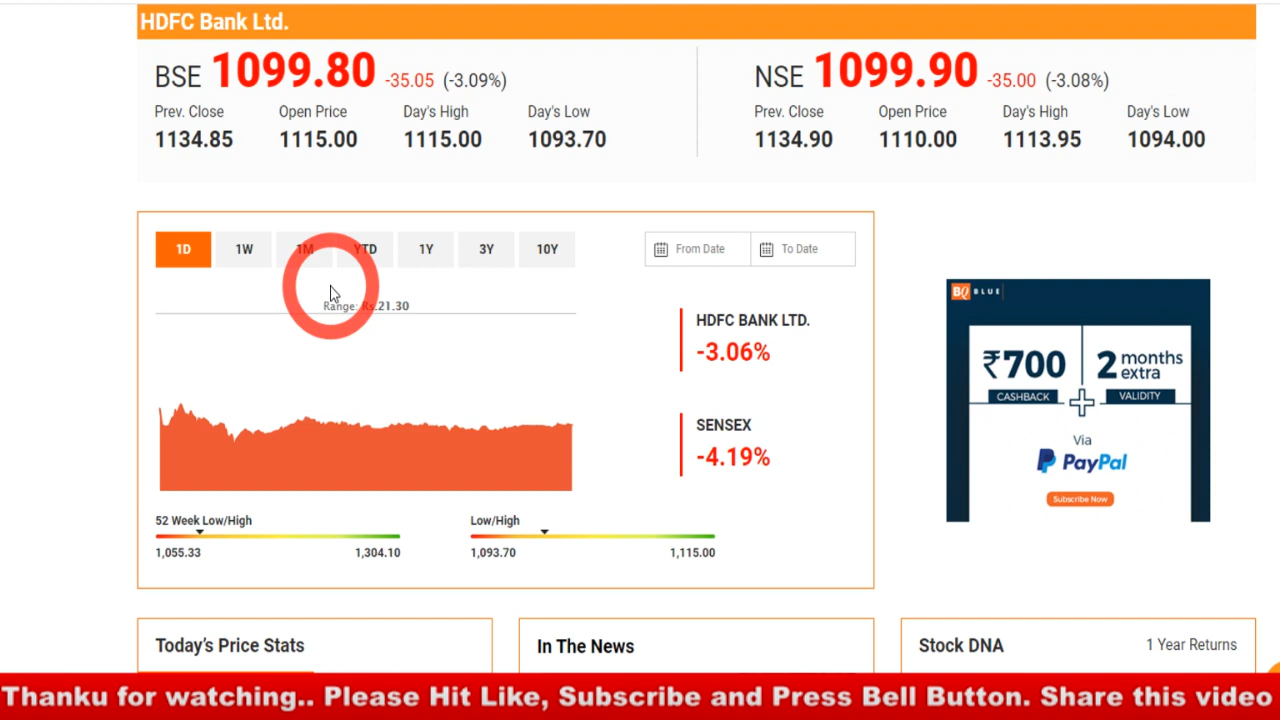 HDFC Bank Ltd.
BSE 1099.80 -35.05 (-3.09%)
Prev. Close Open Price Day's High Day's Low
1134.85 1115.00 1115.00 1093.70
NSE 1099.90 -35.00 (-3.08%)
Prev. Close Open Price Day's High Day's Low
1134.90 1110.00 1113.95 1094.00
1D 1W 1M YTD 1Y 3Y 10Y
From Date To Date
Range: Rs.21.30
HDFC BANK LTD.
-3.06%
SENSEX
-4.19%
52 Week Low/High
1,055.33 1,304.10
Low/High
1,093.70 1,115.00
BQ BLUE
₹700 CASHBACK
2 months extra VALIDITY
Via
PayPal
Subscribe Now
Today's Price Stats
In The News
Stock DNA 1 Year Returns
Thanku for watching.. Please Hit Like, Subscribe and Press Bell Button. Share this video